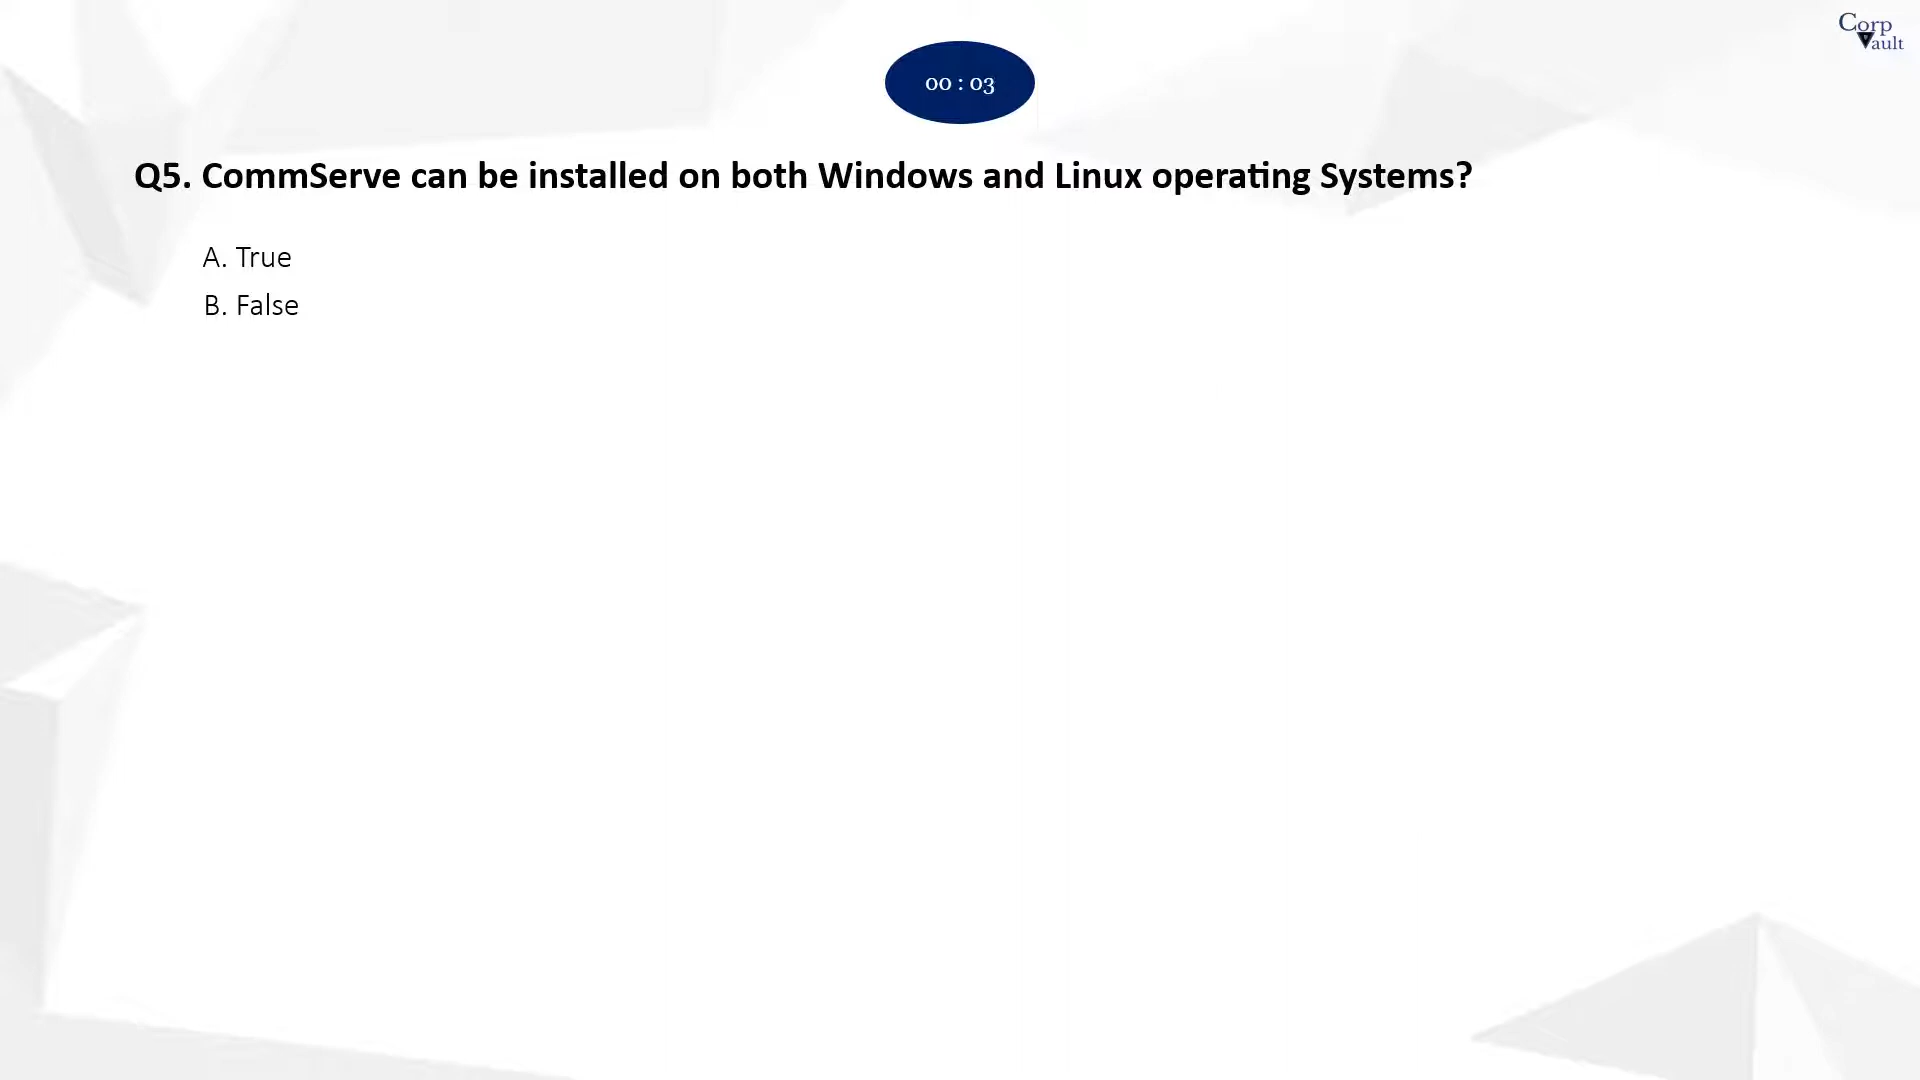 Corp
Vault
00 : 03
Q5. CommServe can be installed on both Windows and Linux operating Systems?
A. True
B. False